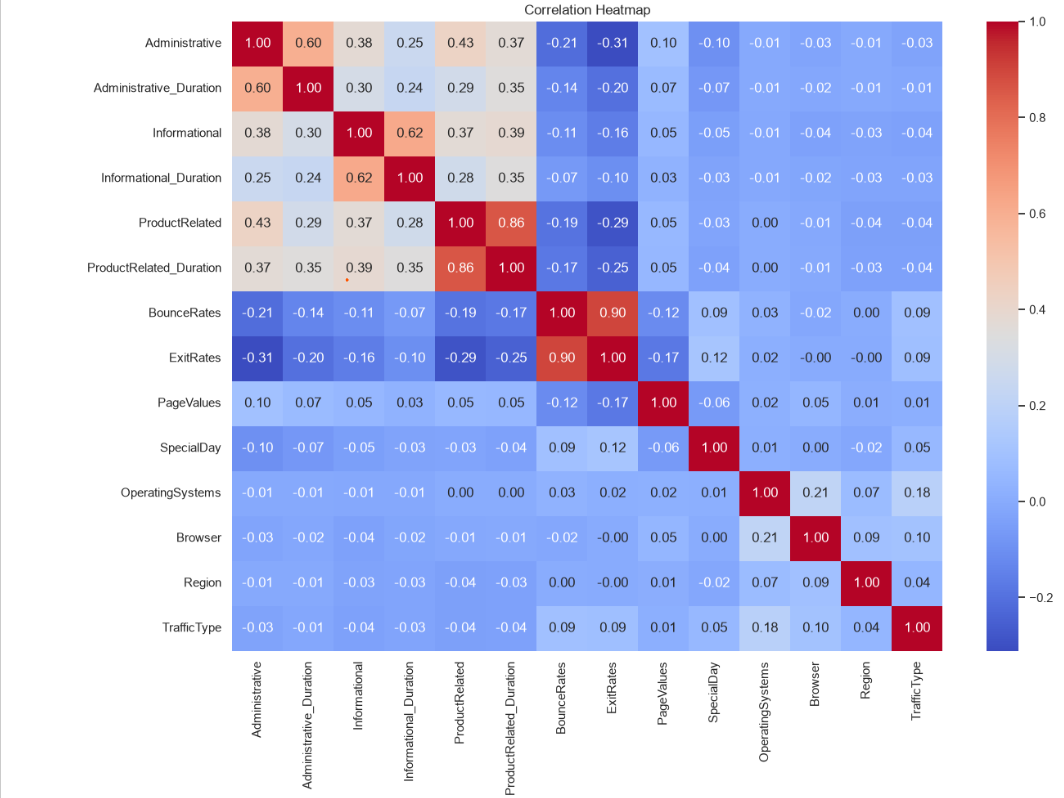 Correlation Heatmap
Administrative 1.00 0.60 0.38 0.25 0.43 0.37 -0.21 -0.31 0.10 -0.10 -0.01 -0.03 -0.01 -0.03
Administrative_Duration 0.60 1.00 0.30 0.24 0.29 0.35 -0.14 -0.20 0.07 -0.07 -0.01 -0.02 -0.01 -0.01
Informational 0.38 0.30 1.00 0.62 0.37 0.39 -0.11 -0.16 0.05 -0.05 -0.01 -0.04 -0.03 -0.04
Informational_Duration 0.25 0.24 0.62 1.00 0.28 0.35 -0.07 -0.10 0.03 -0.03 -0.01 -0.02 -0.03 -0.03
ProductRelated 0.43 0.29 0.37 0.28 1.00 0.86 -0.19 -0.29 0.05 -0.03 0.00 -0.01 -0.04 -0.04
ProductRelated_Duration 0.37 0.35 0.39 0.35 0.86 1.00 -0.17 -0.25 0.05 -0.04 0.00 -0.01 -0.03 -0.04
BounceRates -0.21 -0.14 -0.11 -0.07 -0.19 -0.17 1.00 0.90 -0.12 0.09 0.03 -0.02 0.00 0.09
ExitRates -0.31 -0.20 -0.16 -0.10 -0.29 -0.25 0.90 1.00 -0.17 0.12 0.02 -0.00 -0.00 0.09
PageValues 0.10 0.07 0.05 0.03 0.05 0.05 -0.12 -0.17 1.00 -0.06 0.02 0.05 0.01 0.01
SpecialDay -0.10 -0.07 -0.05 -0.03 -0.03 -0.04 0.09 0.12 -0.06 1.00 0.01 0.00 -0.02 0.05
OperatingSystems -0.01 -0.01 -0.01 -0.01 0.00 0.00 0.03 0.02 0.02 0.01 1.00 0.21 0.07 0.18
Browser -0.03 -0.02 -0.04 -0.02 -0.01 -0.01 -0.02 -0.00 0.05 0.00 0.21 1.00 0.09 0.10
Region -0.01 -0.01 -0.03 -0.03 -0.04 -0.03 0.00 -0.00 0.01 -0.02 0.07 0.09 1.00 0.04
TrafficType -0.03 -0.01 -0.04 -0.03 -0.04 -0.04 0.09 0.09 0.01 0.05 0.18 0.10 0.04 1.00
Administrative
Administrative_Duration
Informational
Informational_Duration
ProductRelated
ProductRelated_Duration
BounceRates
ExitRates
PageValues
SpecialDay
OperatingSystems
Browser
Region
TrafficType
1.0
0.8
0.6
0.4
0.2
0.0
−0.2